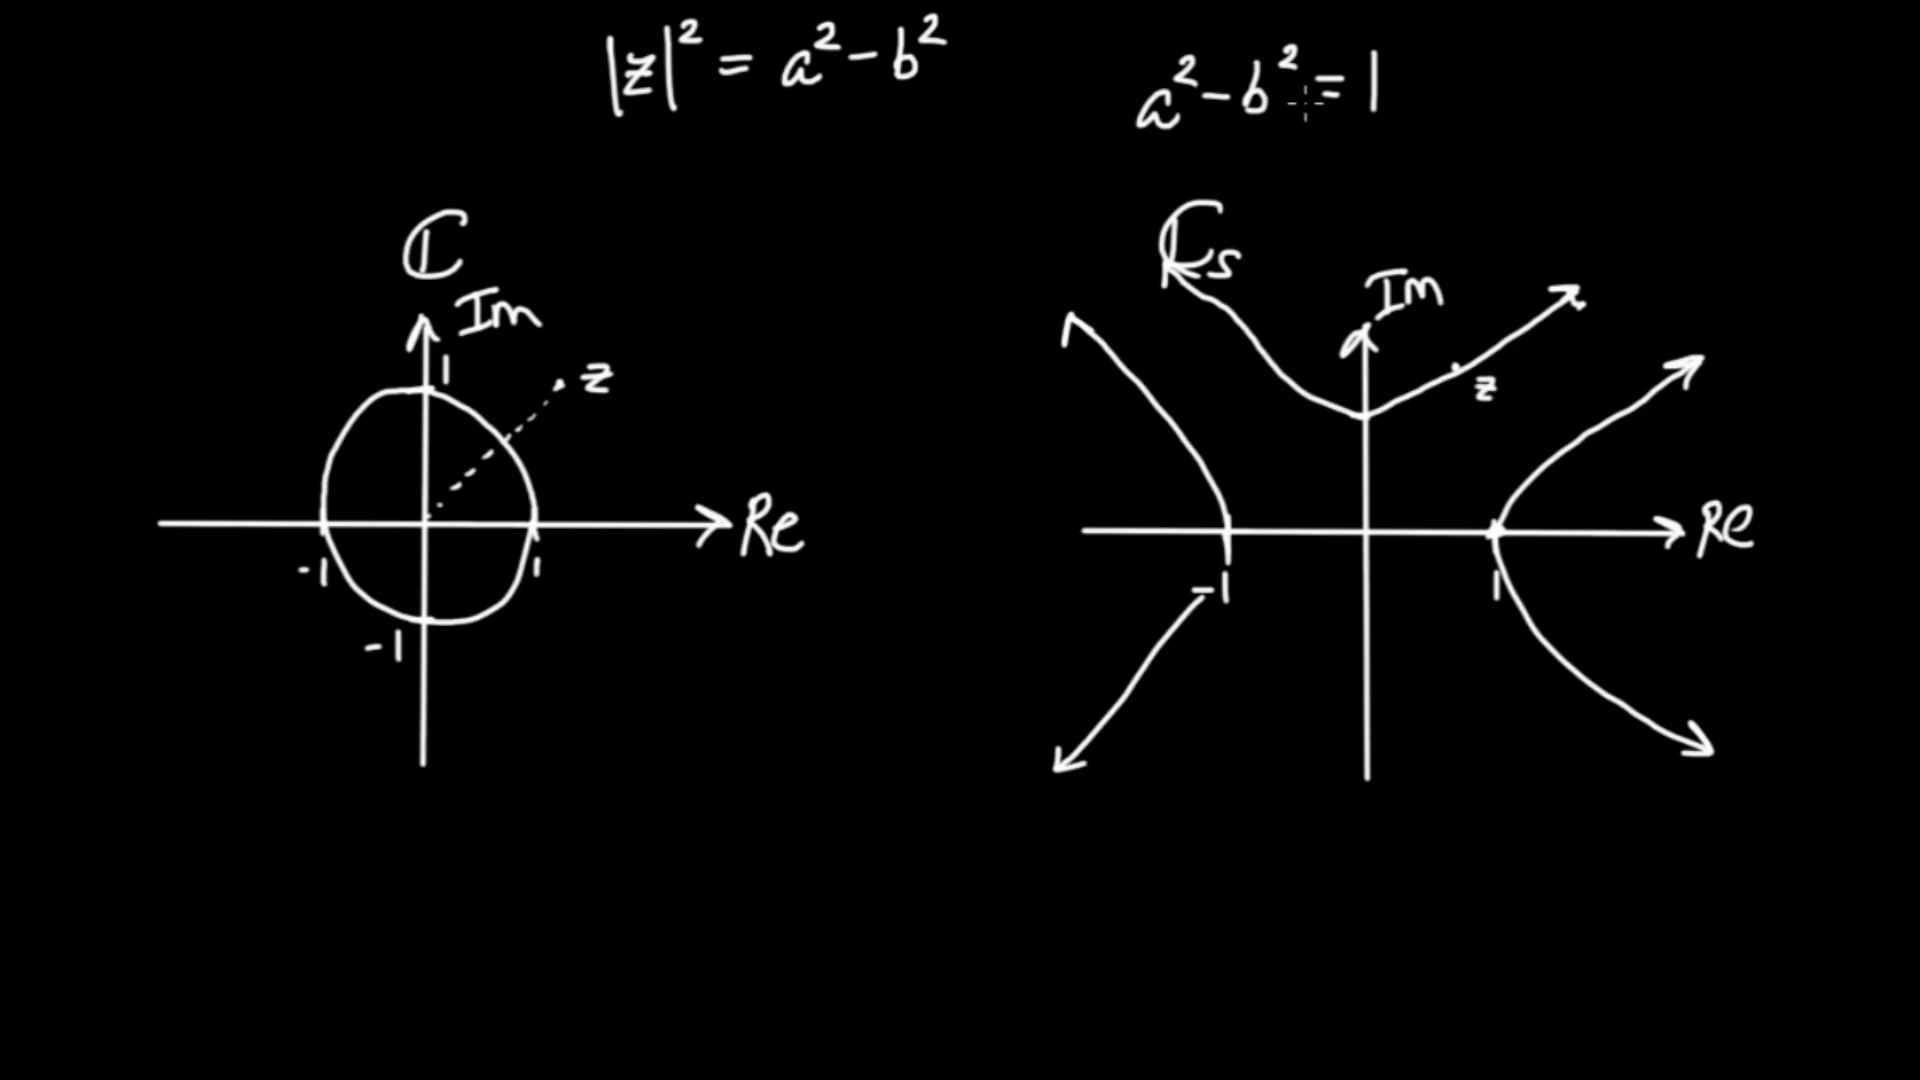 |z|² = a² - b²
a² - b² = 1
ℂ
Im
1
z
Re
-1
1
-1
ℂs
Im
z
Re
-1
1